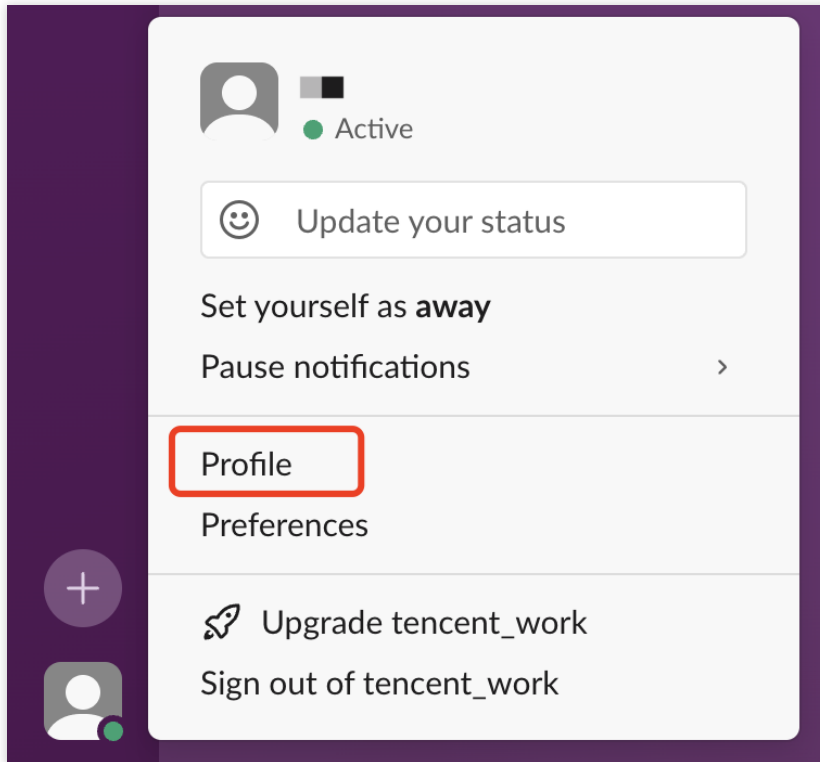 Active
Update your status
Set yourself as away
Pause notifications
Profile
Preferences
Upgrade tencent_work
Sign out of tencent_work